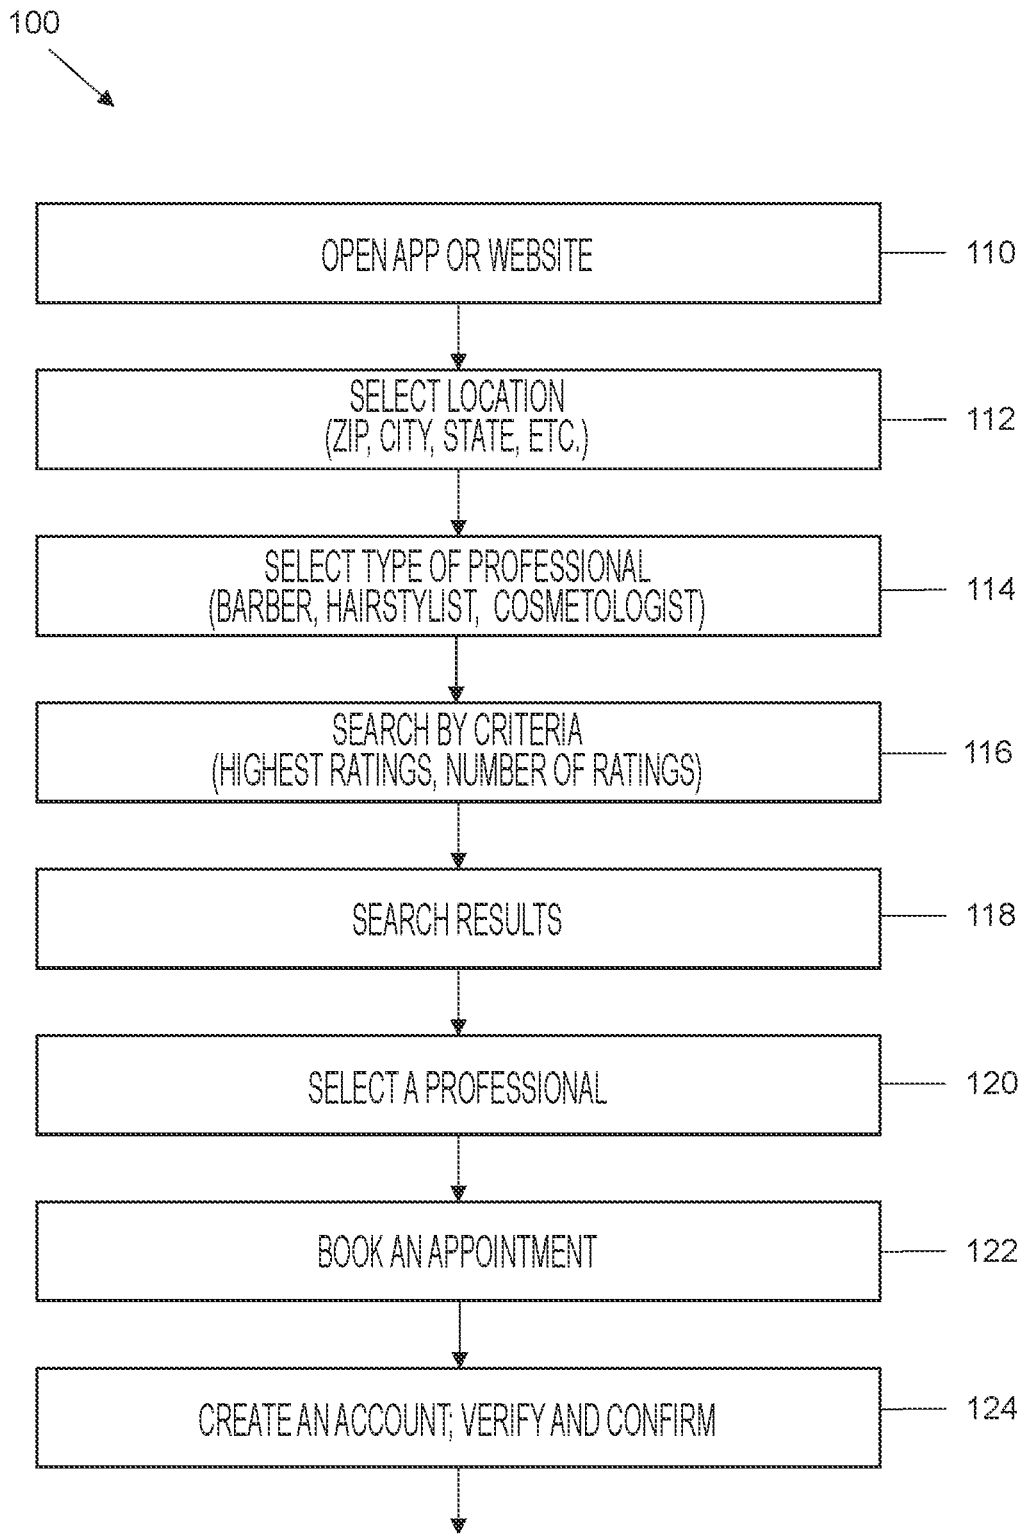 100
OPEN APP OR WEBSITE
110
SELECT LOCATION
(ZIP, CITY, STATE, ETC.)
112
SELECT TYPE OF PROFESSIONAL
(BARBER, HAIRSTYLIST, COSMETOLOGIST)
114
SEARCH BY CRITERIA
(HIGHEST RATINGS, NUMBER OF RATINGS)
116
SEARCH RESULTS
118
SELECT A PROFESSIONAL
120
BOOK AN APPOINTMENT
122
CREATE AN ACCOUNT; VERIFY AND CONFIRM
124